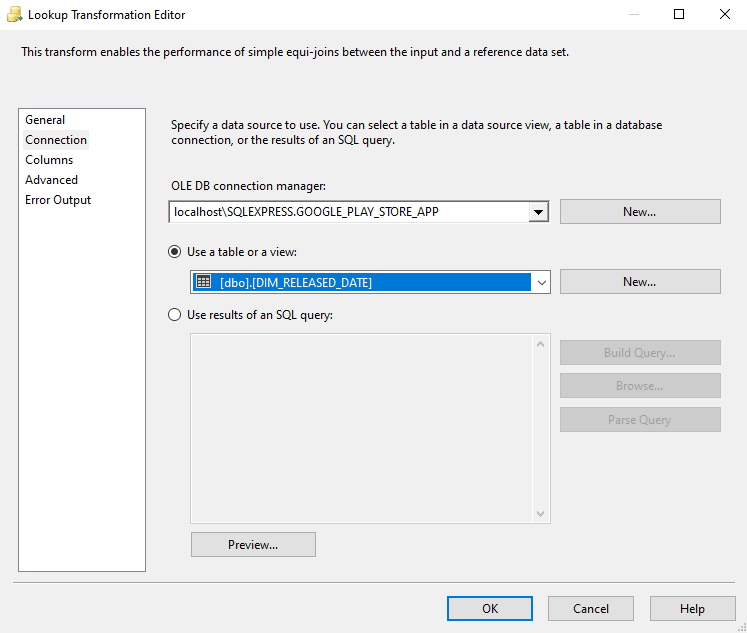 Lookup Transformation Editor
This transform enables the performance of simple equi-joins between the input and a reference data set.
General
Connection
Columns
Advanced
Error Output
Specify a data source to use. You can select a table in a data source view, a table in a database
connection, or the results of an SQL query.
OLE DB connection manager:
localhost\SQLEXPRESS.GOOGLE_PLAY_STORE_APP
New...
Use a table or a view:
[dbo].[DIM_RELEASED_DATE]
New...
Use results of an SQL query:
Build Query...
Browse...
Parse Query
Preview...
OK
Cancel
Help